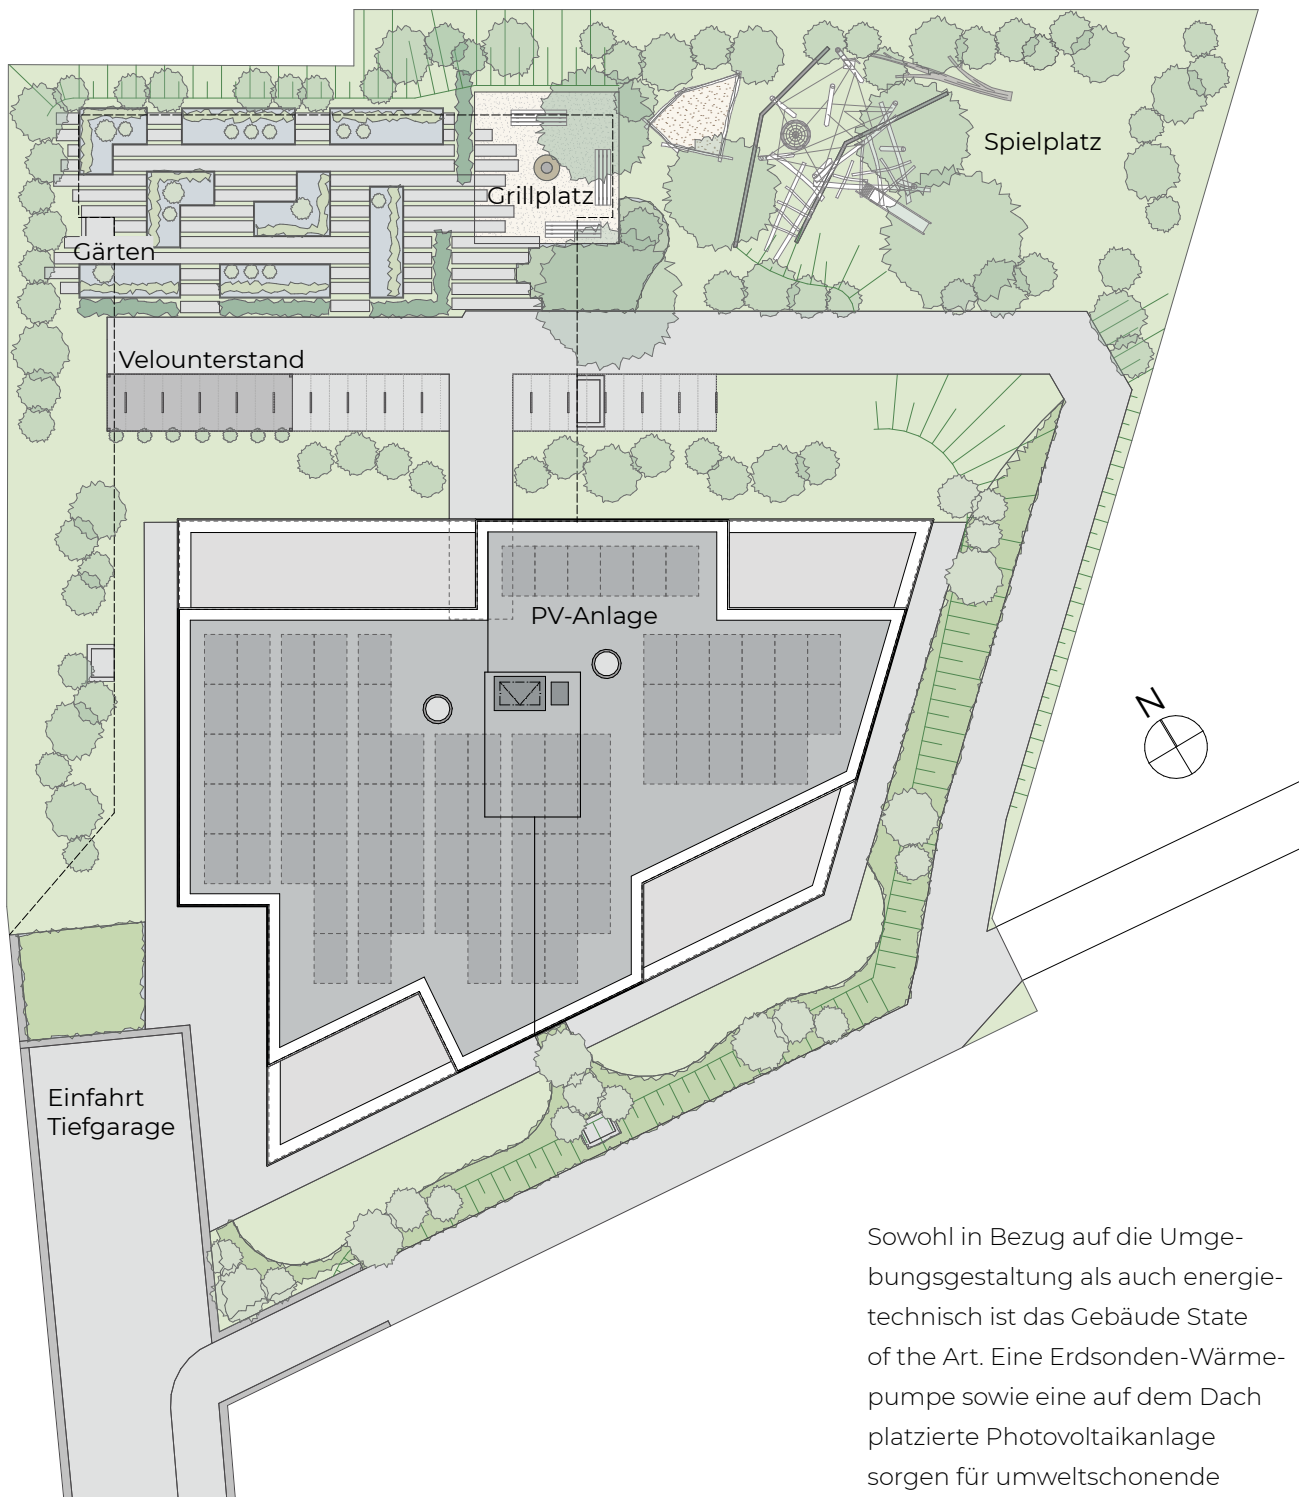 Spielplatz
Grillplatz
Gärten
Velounterstand
PV-Anlage
N
Einfahrt
Tiefgarage
Sowohl in Bezug auf die Umge-
bungsgestaltung als auch energie-
technisch ist das Gebäude State
of the Art. Eine Erdsonden-Wärme-
pumpe sowie eine auf dem Dach
platzierte Photovoltaikanlage
sorgen für umweltschonende